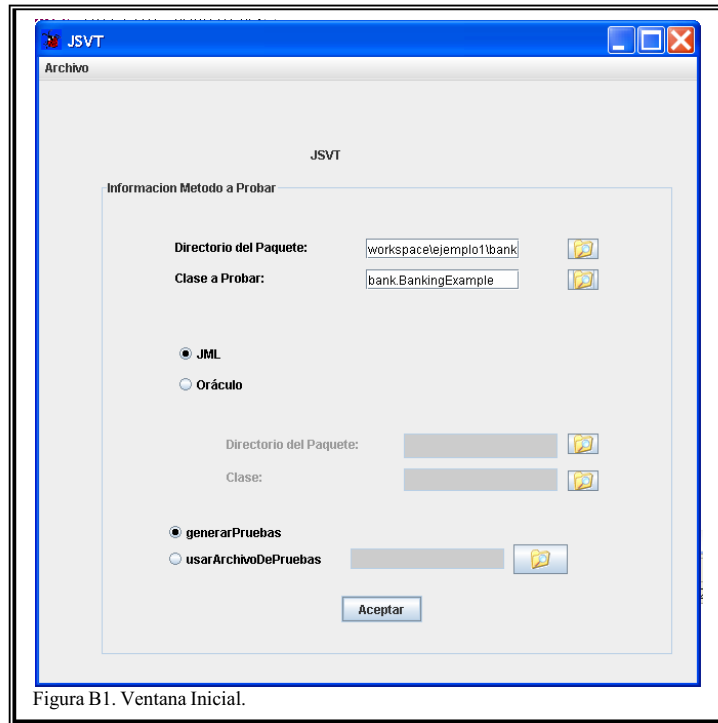 JSVT
Archivo
JSVT
Informacion Metodo a Probar
Directorio del Paquete: workspace\ejemplo1\bank
Clase a Probar: bank.BankingExample
JML
Oráculo
Directorio del Paquete:
Clase:
generarPruebas
usarArchivoDePruebas
Aceptar
Figura B1. Ventana Inicial.